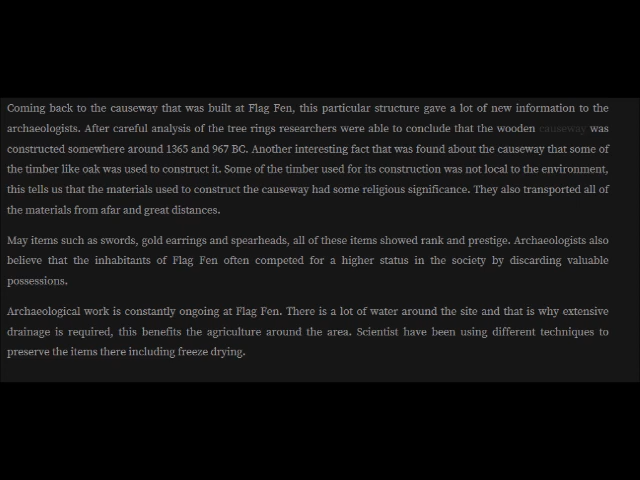 Coming back to the causeway that was built at Flag Fen, this particular structure gave a lot of new information to the
archaeologists. After careful analysis of the tree rings researchers were able to conclude that the wooden causeway was
constructed somewhere around 1365 and 967 BC. Another interesting fact that was found about the causeway that some of
the timber like oak was used to construct it. Some of the timber used for its construction was not local to the environment,
this tells us that the materials used to construct the causeway had some religious significance. They also transported all of
the materials from afar and great distances.
May items such as swords, gold earrings and spearheads, all of these items showed rank and prestige. Archaeologists also
believe that the inhabitants of Flag Fen often competed for a higher status in the society by discarding valuable
possessions.
Archaeological work is constantly ongoing at Flag Fen. There is a lot of water around the site and that is why extensive
drainage is required, this benefits the agriculture around the area. Scientist have been using different techniques to
preserve the items there including freeze drying.